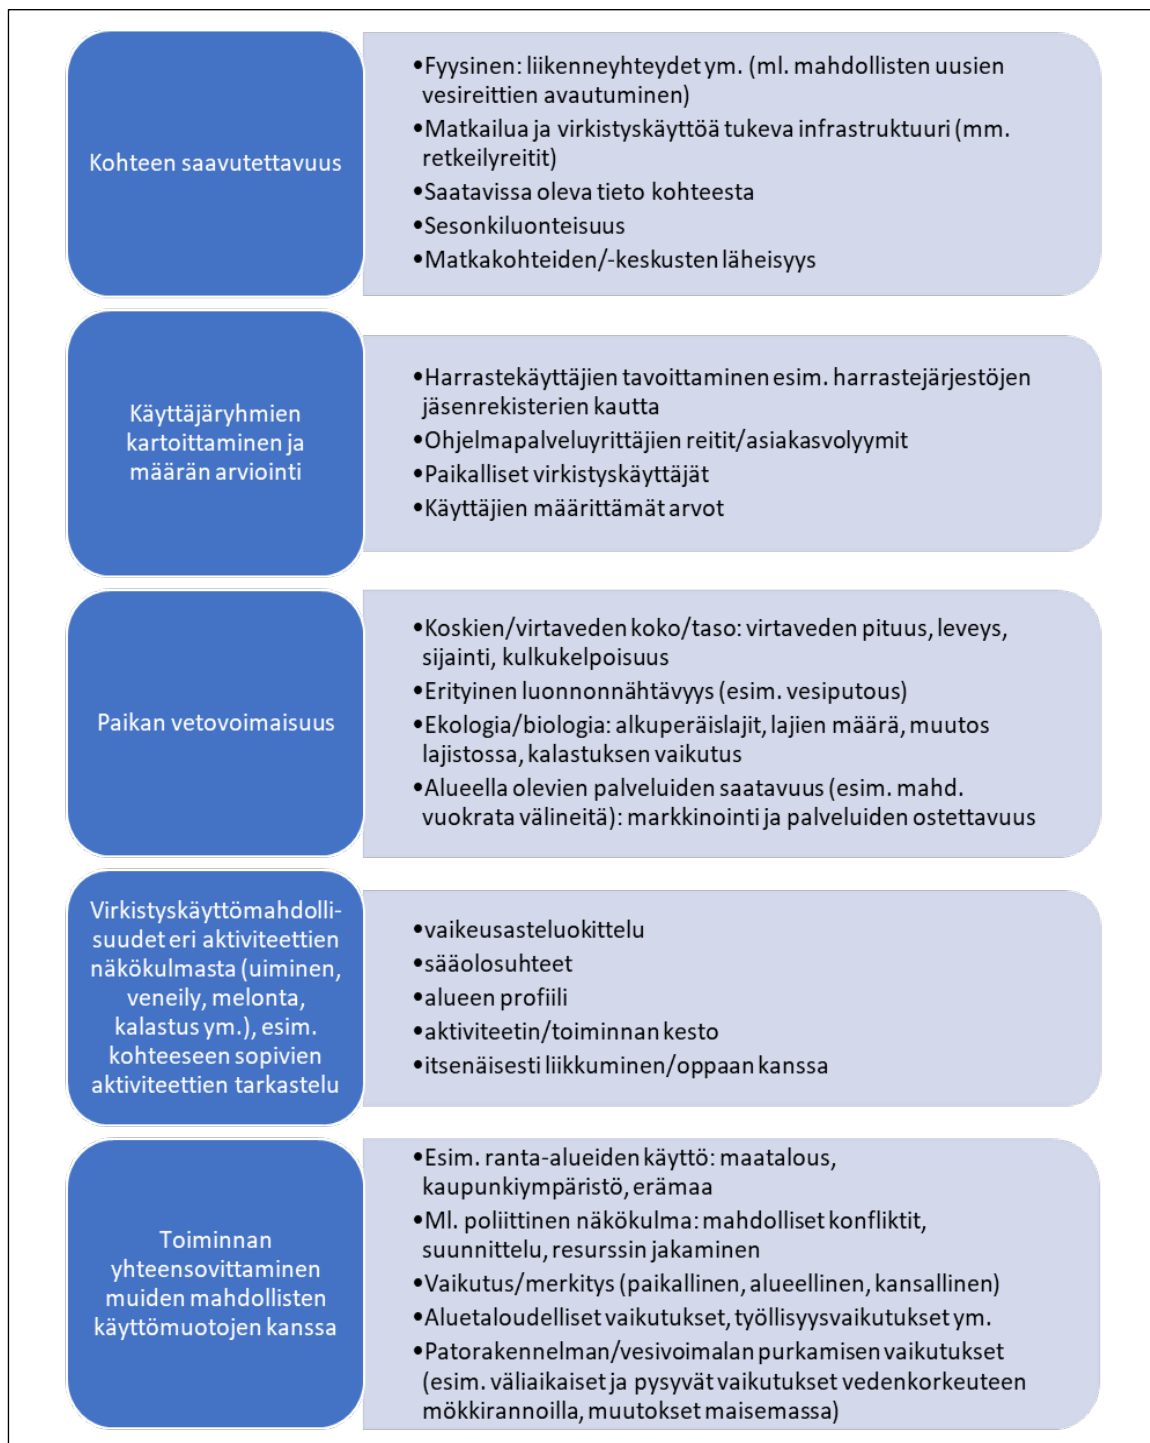 Kohteen saavutettavuus
•Fyysinen: liikenneyhteydet ym. (ml. mahdollisten uusien
vesireittien avautuminen)
•Matkailua ja virkistyskäyttöä tukeva infrastruktuuri (mm.
retkeilyreitit)
•Saatavissa oleva tieto kohteesta
•Sesonkiluonteisuus
•Matkakohteiden/-keskusten läheisyys
Käyttäjäryhmien
kartoittaminen ja
määrän arviointi
•Harrastekäyttäjien tavoittaminen esim. harrastejärjestöjen
jäsenrekisterien kautta
•Ohjelmapalveluyrittäjien reitit/asiakasvolyymit
•Paikalliset virkistyskäyttäjät
•Käyttäjien määrittämät arvot
Paikan vetovoimaisuus
•Koskien/virtaveden koko/taso: virtaveden pituus, leveys,
sijainti, kulkukelpoisuus
•Erityinen luonnonnähtävyys (esim. vesiputous)
•Ekologia/biologia: alkuperäislajit, lajien määrä, muutos
lajistossa, kalastuksen vaikutus
•Alueella olevien palveluiden saatavuus (esim. mahd.
vuokrata välineitä): markkinointi ja palveluiden ostettavuus
Virkistyskäyttömahdolli-
suudet eri aktiviteettien
näkökulmasta (uiminen,
veneily, melonta,
kalastus ym.), esim.
kohteeseen sopivien
aktiviteettien tarkastelu
•vaikeusasteluokittelu
•sääolosuhteet
•alueen profiili
•aktiviteetin/toiminnan kesto
•itsenäisesti liikkuminen/oppaan kanssa
Toiminnan
yhteensovittaminen
muiden mahdollisten
käyttömuotojen kanssa
•Esim. ranta-alueiden käyttö: maatalous,
kaupunkiympäristö, erämaa
•Ml. poliittinen näkökulma: mahdolliset konfliktit,
suunnittelu, resurssin jakaminen
•Vaikutus/merkitys (paikallinen, alueellinen, kansallinen)
•Aluetaloudelliset vaikutukset, työllisyysvaikutukset ym.
•Patorakennelman/vesivoimalan purkamisen vaikutukset
(esim. väliaikaiset ja pysyvät vaikutukset vedenkorkeuteen
mökkirannoilla, muutokset maisemassa)